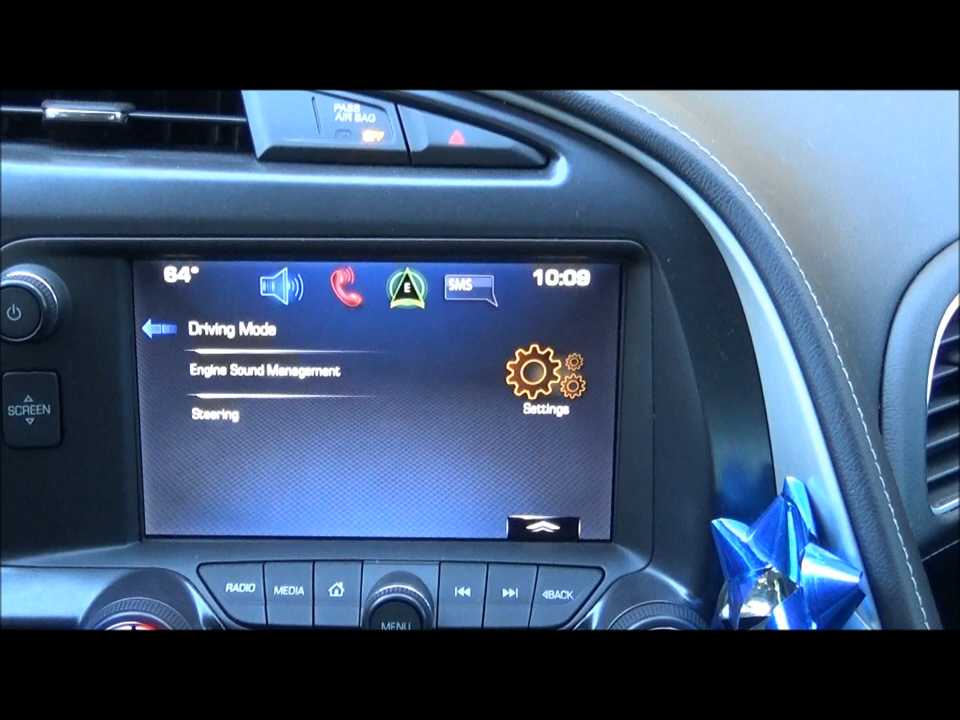 PASS
AIR BAG
OFF
64°
E
SMS
10:09
Driving Mode
Engine Sound Management
Settings
Steering
SCREEN
RADIO
MEDIA
BACK
MENU